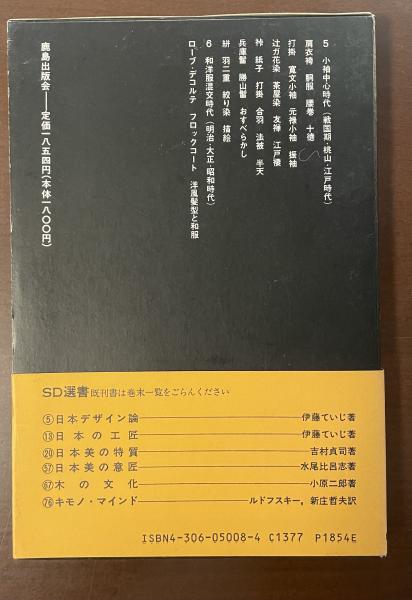 5 小袖中心時代(戦国期・桃山・江戸時代)
肩衣袴 胴服 腰巻 十徳
打掛 寛文小袖 元禄小袖 振袖
辻ガ花染 茶屋染 友禅 江戸褄
裃 紙子 打掛 合羽 法被 半天
兵庫髷 勝山髷 おすべらかし
絣 羽二重 絞り染 描絵
6 和洋服混交時代(明治・大正・昭和時代)
ローブ・デコルテ フロックコート 洋風髪型と和服
鹿島出版会——定価一八五四円(本体一八〇〇円)
SD選書 既刊書は巻末一覧をごらんください
⑤日本デザイン論——伊藤ていじ著
⑱日本の工匠——伊藤ていじ著
⑳日本美の特質——吉村貞司著
㊼日本美の意匠——水尾比呂志著
67木の文化——小原二郎著
76キモノ・マインド——ルドフスキー,新庄哲夫訳
ISBN4-306-05008-4 C1377 P1854E